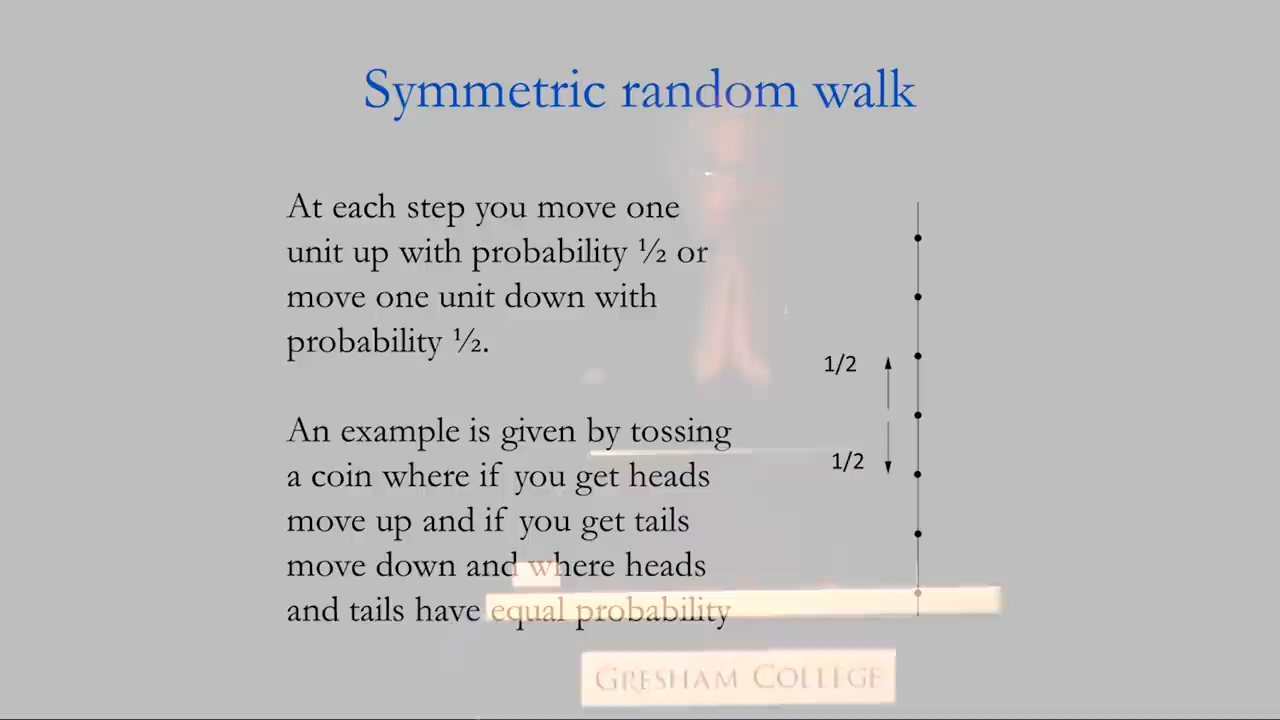 Symmetric random walk
At each step you move one
unit up with probability ½ or
move one unit down with
probability ½.
1/2
1/2
An example is given by tossing
a coin where if you get heads
move up and if you get tails
move down and where heads
and tails have equal probability
GRESHAM COLLEGE